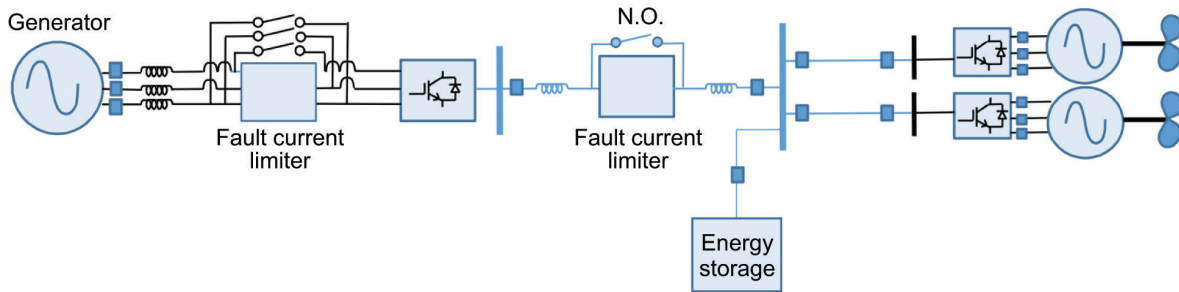 Generator
N.O.
Fault current
limiter
Fault current
limiter
Energy
storage